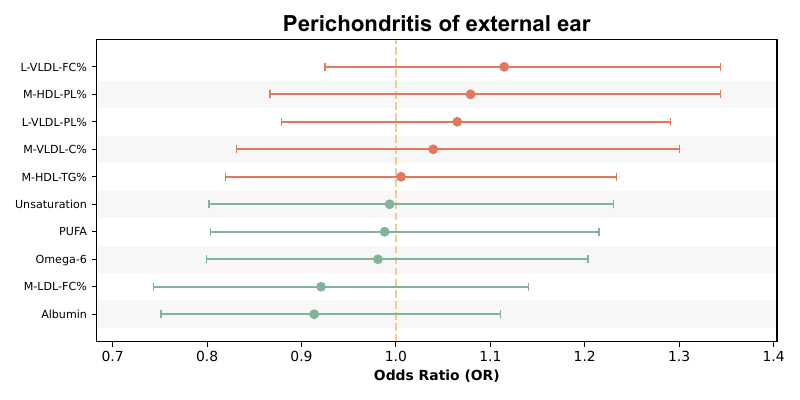 Perichondritis of external ear
L-VLDL-FC%
M-HDL-PL%
L-VLDL-PL%
M-VLDL-C%
M-HDL-TG%
Unsaturation
PUFA
Omega-6
M-LDL-FC%
Albumin
0.7 0.8 0.9 1.0 1.1 1.2 1.3 1.4
Odds Ratio (OR)